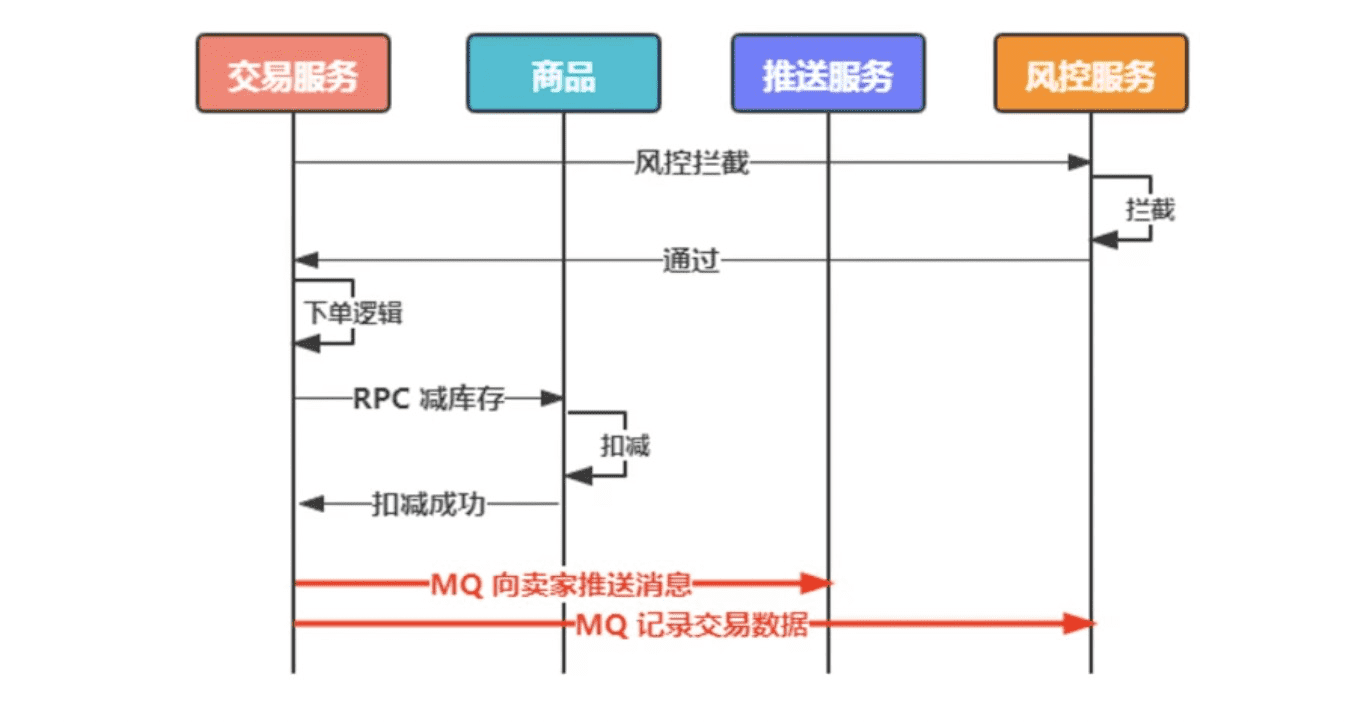 交易服务
商品
推送服务
风控服务
风控拦截
拦截
通过
下单逻辑
RPC 减库存
扣减
扣减成功
MQ 向卖家推送消息
MQ 记录交易数据